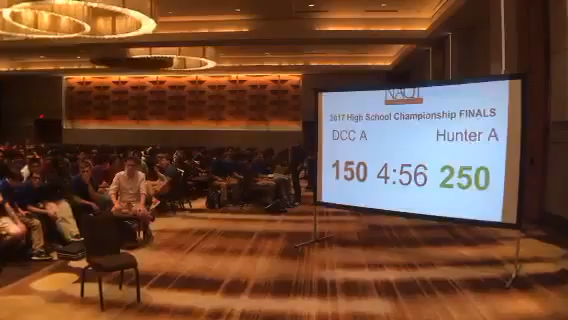 NAQT
2017 High School Championship FINALS
DCC A Hunter A
150 4:56 250